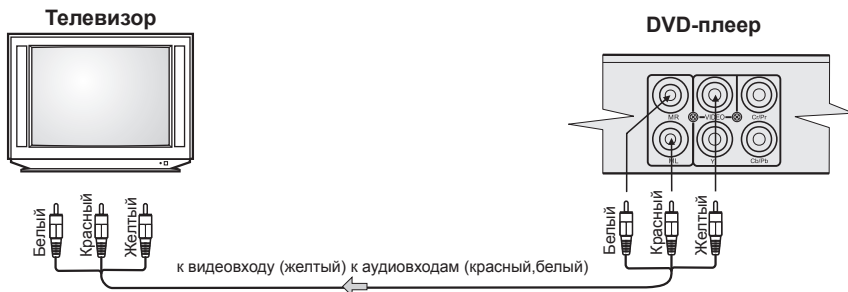 Телевизор
DVD-плеер
MR
VIDEO
Cr/Pr
ML
Y
Cb/Pb
Белый
Красный
Желтый
Белый
Красный
Желтый
к видеовходу (желтый) к аудиовходам (красный,белый)